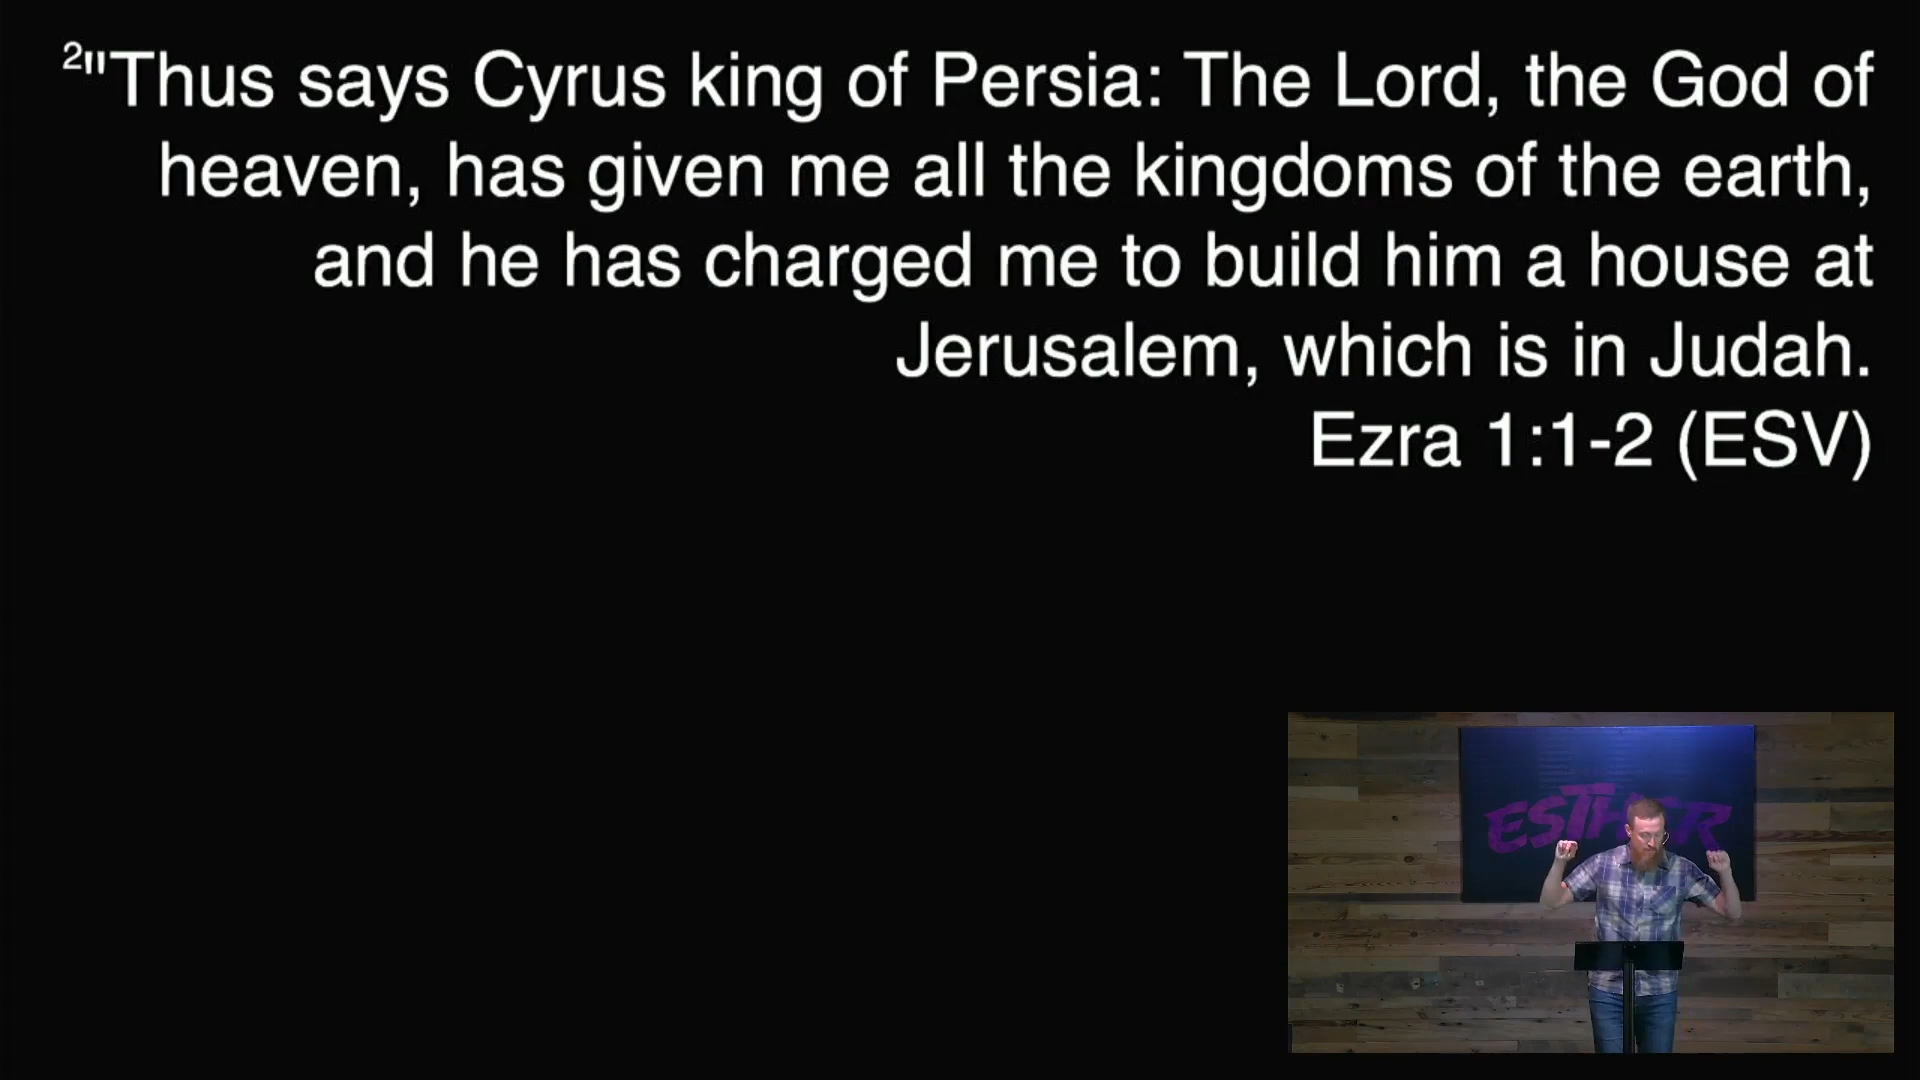 ²"Thus says Cyrus king of Persia: The Lord, the God of
heaven, has given me all the kingdoms of the earth,
and he has charged me to build him a house at
Jerusalem, which is in Judah.
Ezra 1:1-2 (ESV)
ESTHER